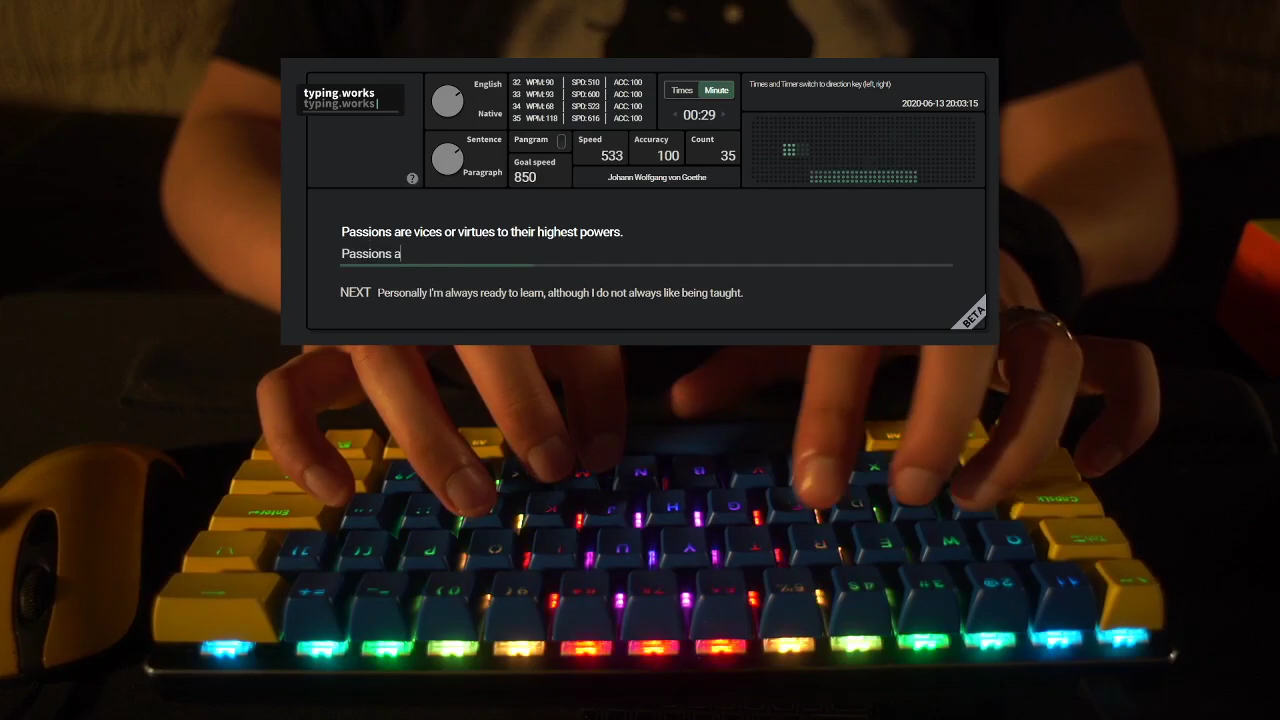 typing.works
typing.works
?
English
Native
Sentence
Paragraph
32 WPM: 90 | SPD: 510 | ACC: 100
33 WPM: 93 | SPD: 600 | ACC: 100
34 WPM: 68 | SPD: 523 | ACC: 100
35 WPM: 118 | SPD: 616 | ACC: 100
Pangram
Goal speed
850
Times Minute
00:29
Speed
533
Accuracy
100
Count
35
Johann Wolfgang von Goethe
Times and Timer switch to direction key (left, right)
2020-06-13 20:03:15
Passions are vices or virtues to their highest powers.
Passions a
NEXT Personally I'm always ready to learn, although I do not always like being taught.
BETA
N
B
X
Enter
K
J
H
G
D
CapsLk
P
O
U
Y
T
R
E
W
Q
Tab